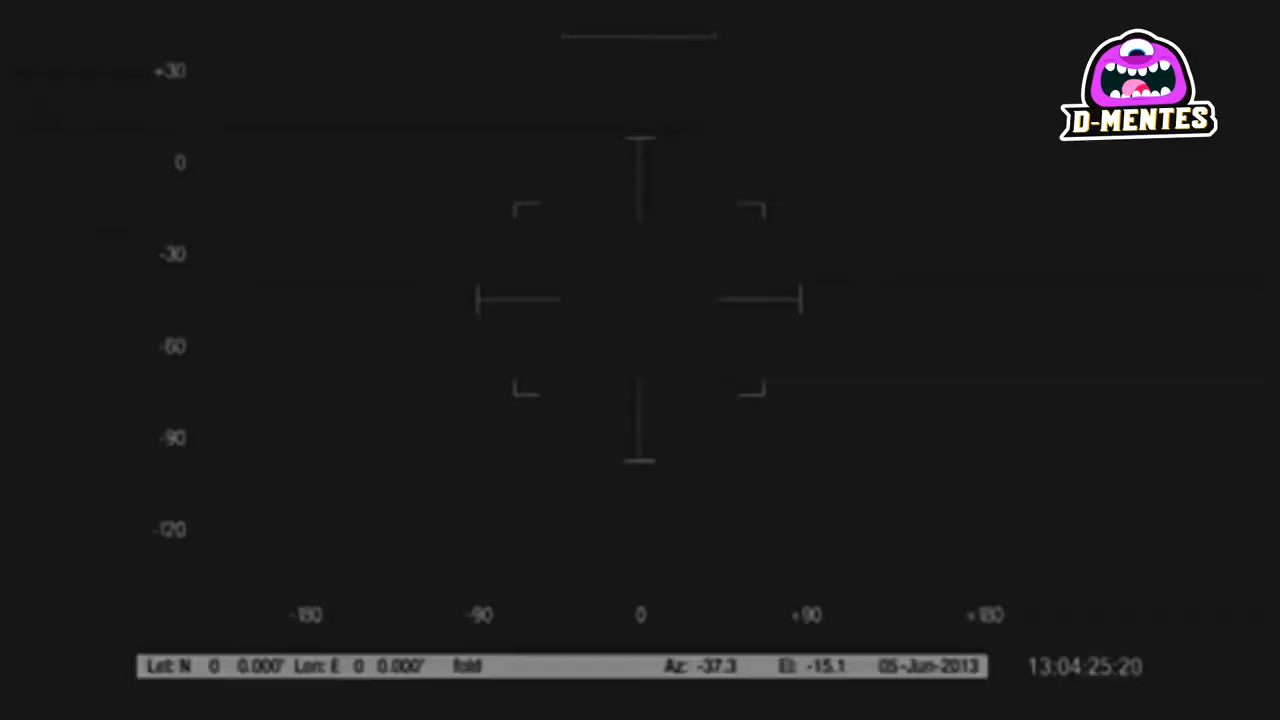 D-MENTES
+30
0
-30
-60
-90
-120
-180 -90 0 +90 +180
Lat: N 0 0.000' Lon: E 0 0.000' Az: -37.3 El: -15.1 05-Jun-2013 13:04:25:20